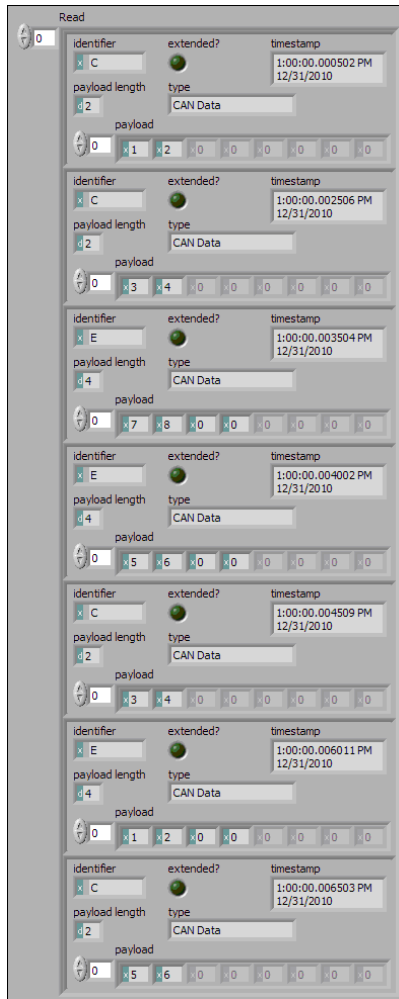 Read
0
identifier extended? timestamp
x C 1:00:00.000502 PM
12/31/2010
payload length type
d 2 CAN Data
payload
0 x 1 x 2 x 0 x 0 x 0 x 0 x 0
identifier extended? timestamp
x C 1:00:00.002506 PM
12/31/2010
payload length type
d 2 CAN Data
payload
0 x 3 x 4 x 0 x 0 x 0 x 0 x 0
identifier extended? timestamp
x E 1:00:00.003504 PM
12/31/2010
payload length type
d 4 CAN Data
payload
0 x 7 x 8 x 0 x 0 x 0 x 0 x 0
identifier extended? timestamp
x E 1:00:00.004002 PM
12/31/2010
payload length type
d 4 CAN Data
payload
0 x 5 x 6 x 0 x 0 x 0 x 0 x 0
identifier extended? timestamp
x C 1:00:00.004509 PM
12/31/2010
payload length type
d 2 CAN Data
payload
0 x 3 x 4 x 0 x 0 x 0 x 0 x 0
identifier extended? timestamp
x E 1:00:00.006011 PM
12/31/2010
payload length type
d 4 CAN Data
payload
0 x 1 x 2 x 0 x 0 x 0 x 0 x 0
identifier extended? timestamp
x C 1:00:00.006503 PM
12/31/2010
payload length type
d 2 CAN Data
payload
0 x 5 x 6 x 0 x 0 x 0 x 0 x 0